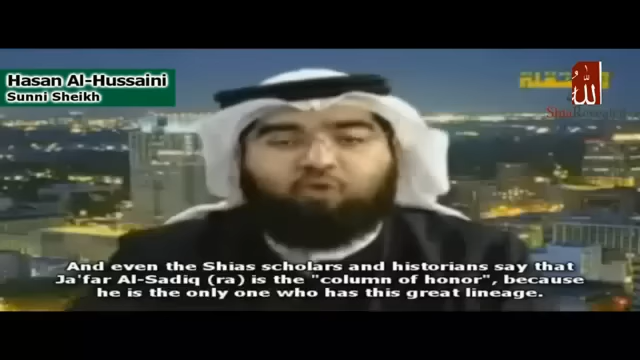 Hasan Al-Hussaini
Sunni Sheikh
الله
And even the Shias scholars and historians say that
Ja'far Al-Sadiq (ra) is the "column of honor", because
he is the only one who has this great lineage.